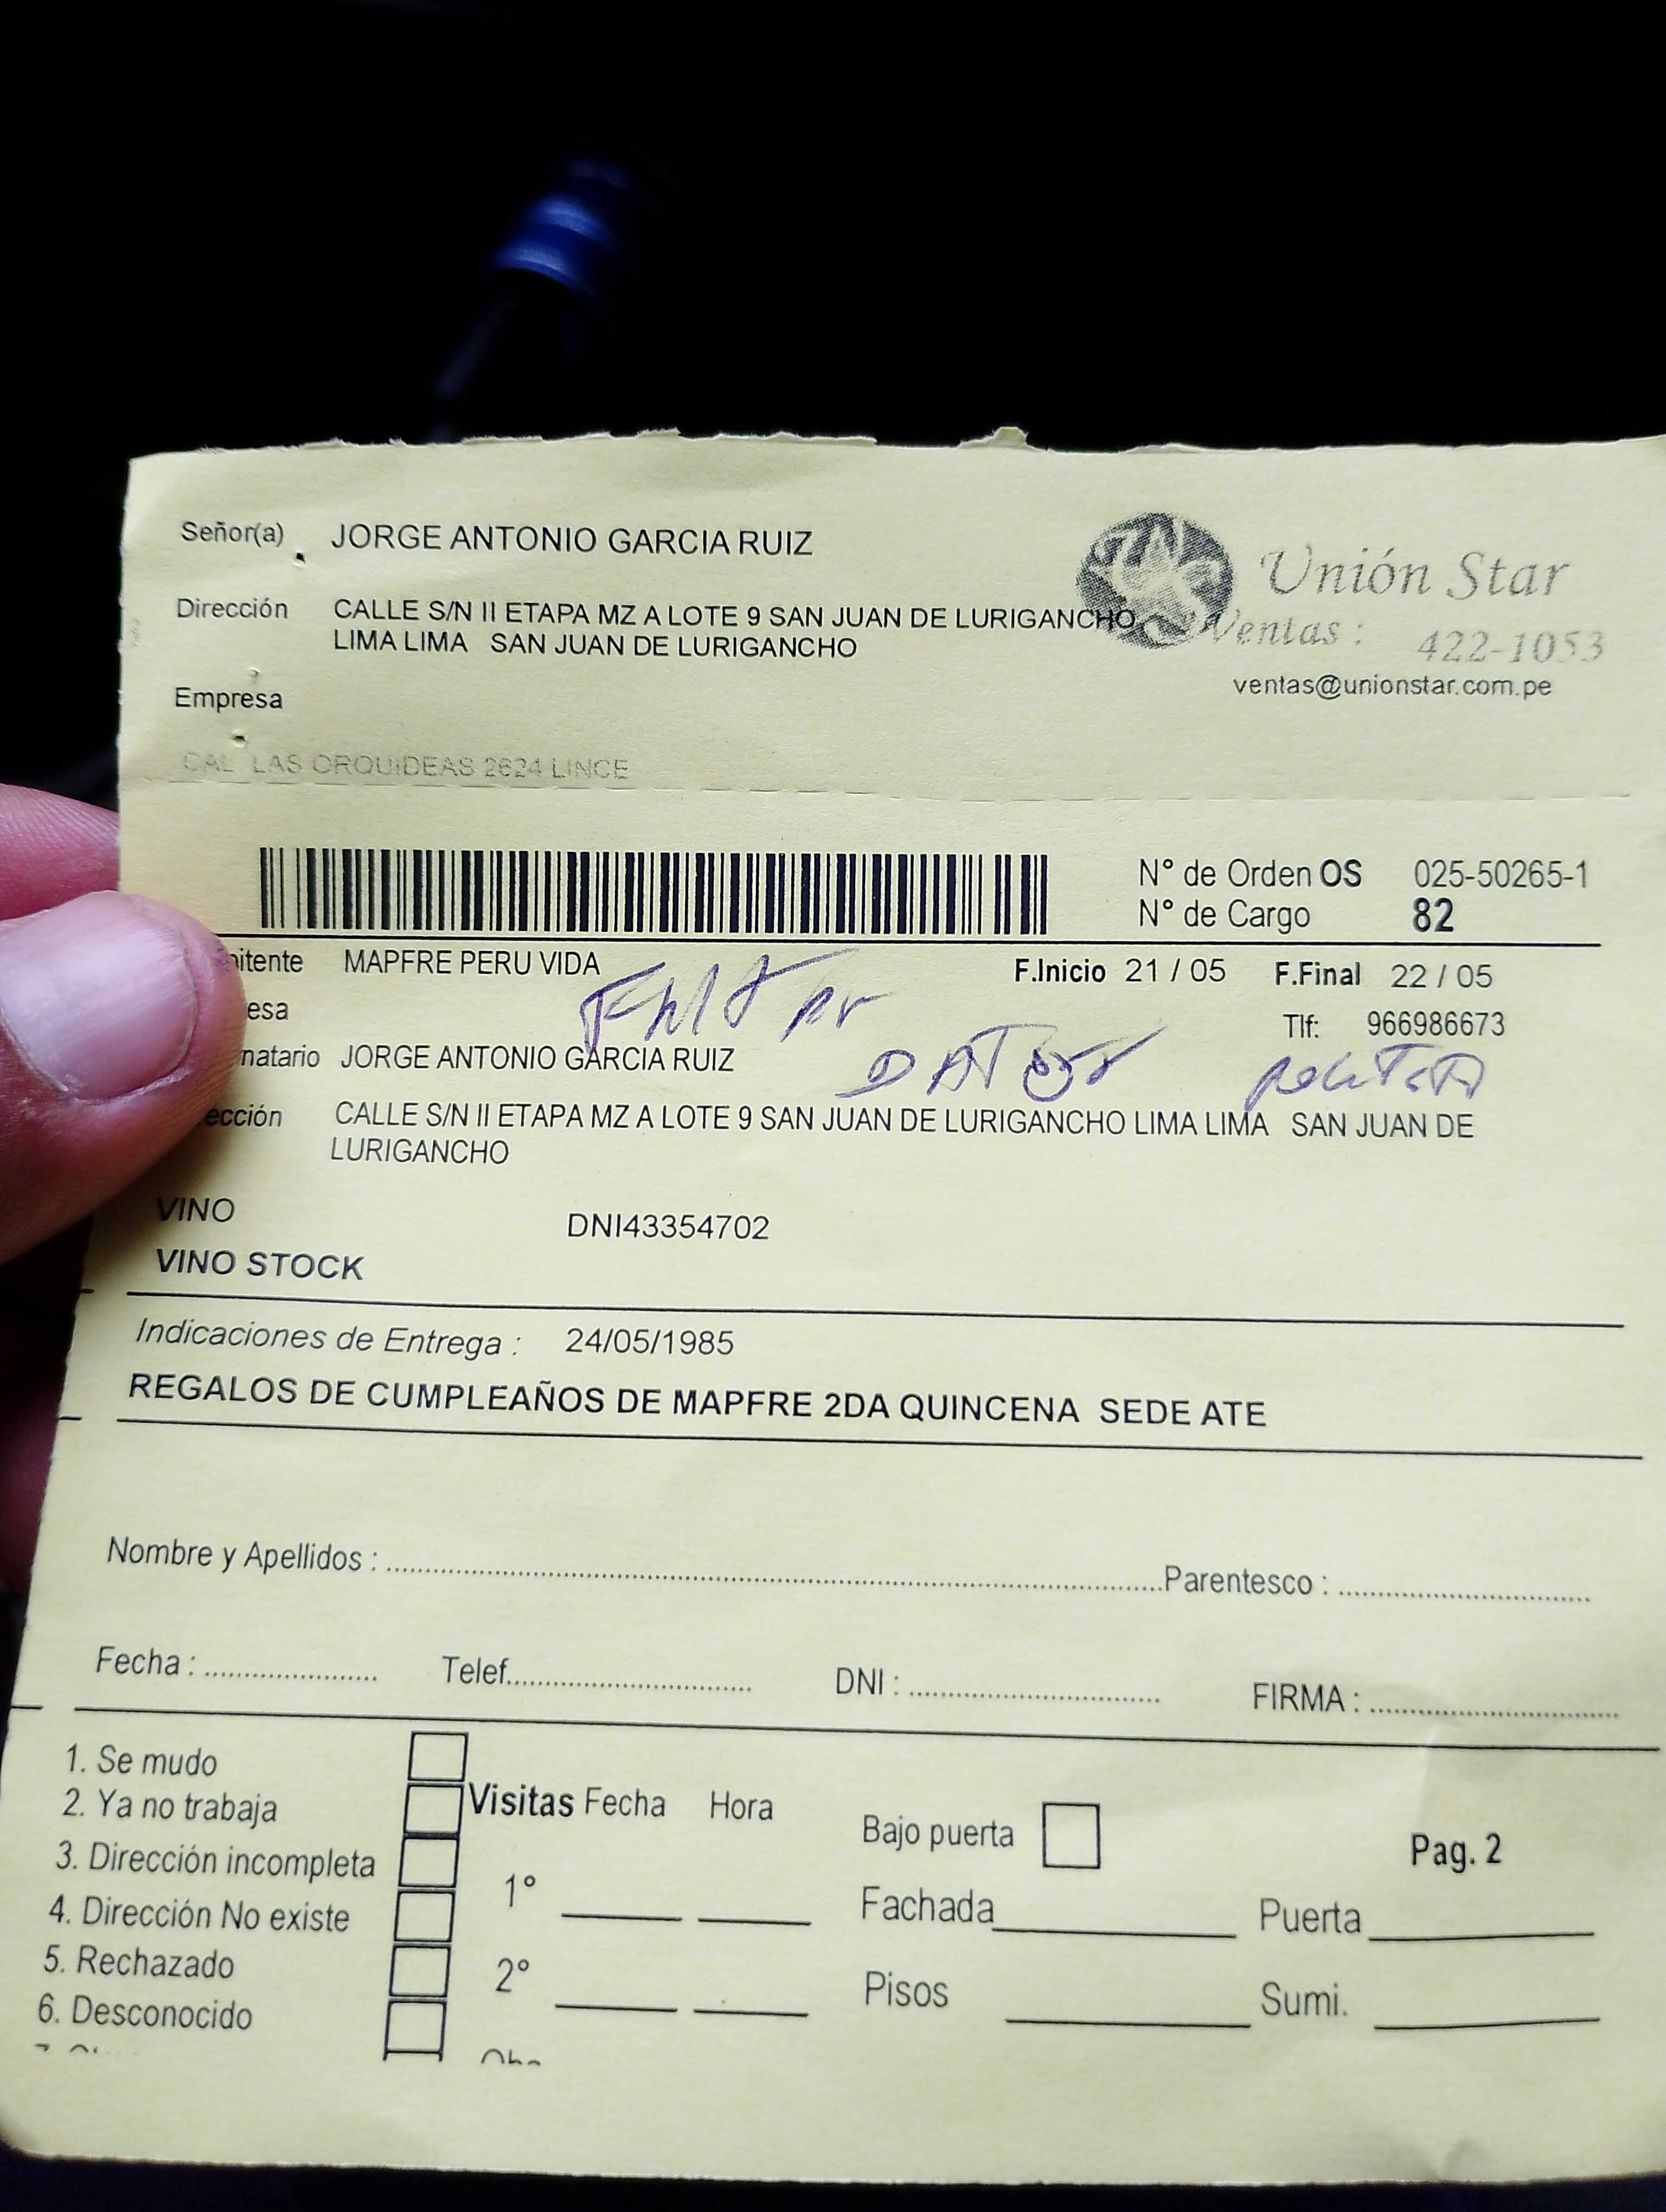 Señor(a) JORGE ANTONIO GARCIA RUIZ
Unión Star
Dirección CALLE S/N II ETAPA MZ A LOTE 9 SAN JUAN DE LURIGANCHO
LIMA LIMA SAN JUAN DE LURIGANCHO
Ventas : 422-1053
ventas@unionstar.com.pe
Empresa
CAL LAS ORQUIDEAS 2624 LINCE
N° de Orden OS 025-50265-1
N° de Cargo 82
itente MAPFRE PERU VIDA
F.Inicio 21 / 05 F.Final 22 / 05
esa
Tlf: 966986673
natario JORGE ANTONIO GARCIA RUIZ
DATOS
ección CALLE S/N II ETAPA MZ A LOTE 9 SAN JUAN DE LURIGANCHO LIMA LIMA SAN JUAN DE
LURIGANCHO
VINO DNI43354702
VINO STOCK
Indicaciones de Entrega : 24/05/1985
REGALOS DE CUMPLEAÑOS DE MAPFRE 2DA QUINCENA SEDE ATE
Nombre y Apellidos : Parentesco :
Fecha : Telef. DNI : FIRMA :
1. Se mudo
2. Ya no trabaja
3. Dirección incompleta
4. Dirección No existe
5. Rechazado
6. Desconocido
Visitas Fecha Hora
1°
2°
Bajo puerta
Pag. 2
Fachada Puerta
Pisos Sumi.